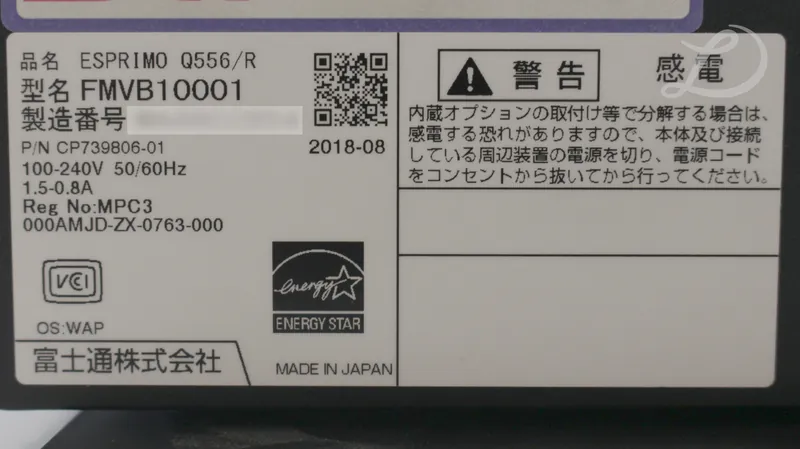 品名 ESPRIMO Q556/R
型名 FMVB10001
製造番号
P/N CP739806-01
2018-08
100-240V 50/60Hz
1.5-0.8A
Reg No:MPC3
000AMJD-ZX-0763-000
VCI
energy
ENERGY STAR
OS:WAP
富士通株式会社
MADE IN JAPAN
警告 感電
内蔵オプションの取付け等で分解する場合は、
感電する恐れがありますので、本体及び接続
している周辺装置の電源を切り、電源コード
をコンセントから抜いてから行ってください。